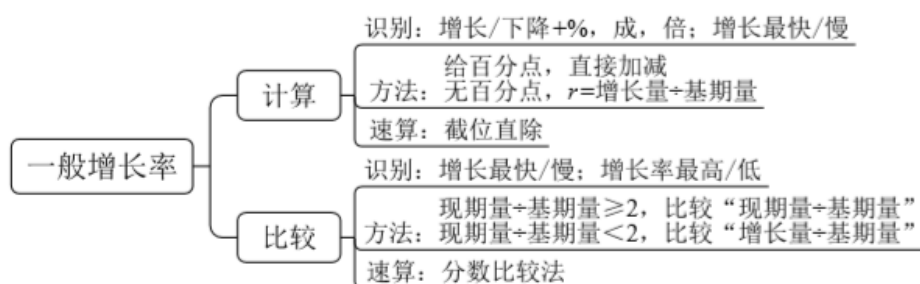 识别：增长/下降+%，成，倍；增长最快/慢
给百分点，直接加减
计算
方法：无百分点，r=增长量÷基期量
速算：截位直除
一般增长率
识别：增长最快/慢；增长率最高/低
现期量÷基期量≥2，比较“现期量÷基期量”
比较
方法：现期量÷基期量<2，比较“增长量÷基期量”
速算：分数比较法